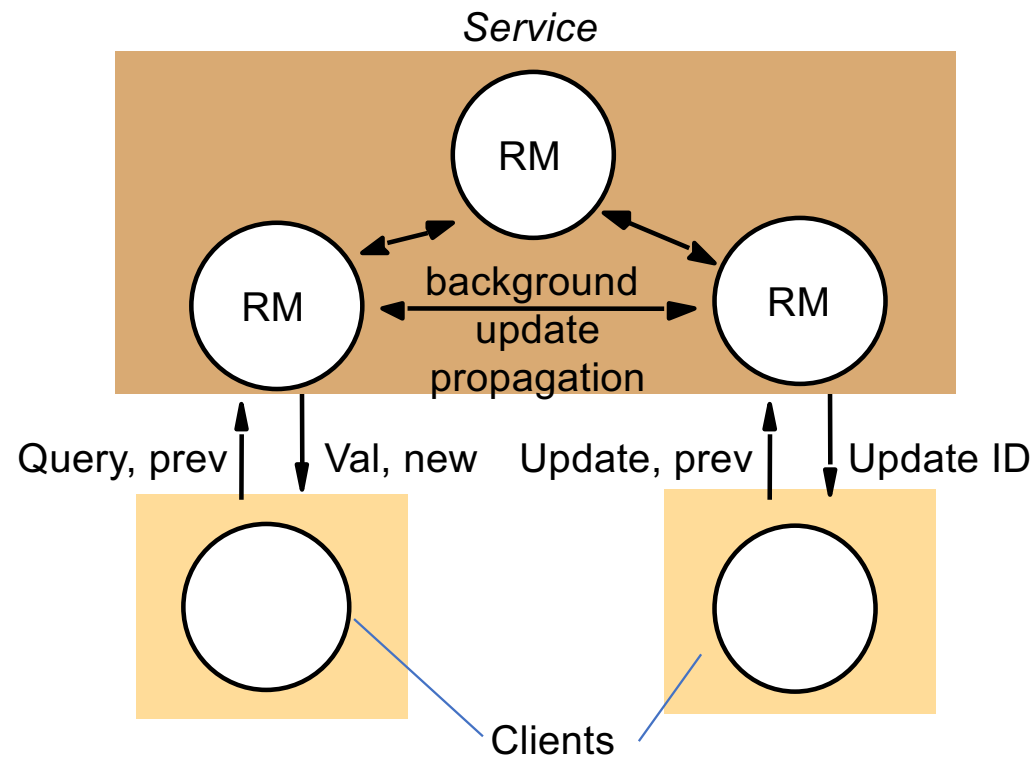 Service
RM
RM
RM
background
update
propagation
Query, prev
Val, new
Update, prev
Update ID
Clients